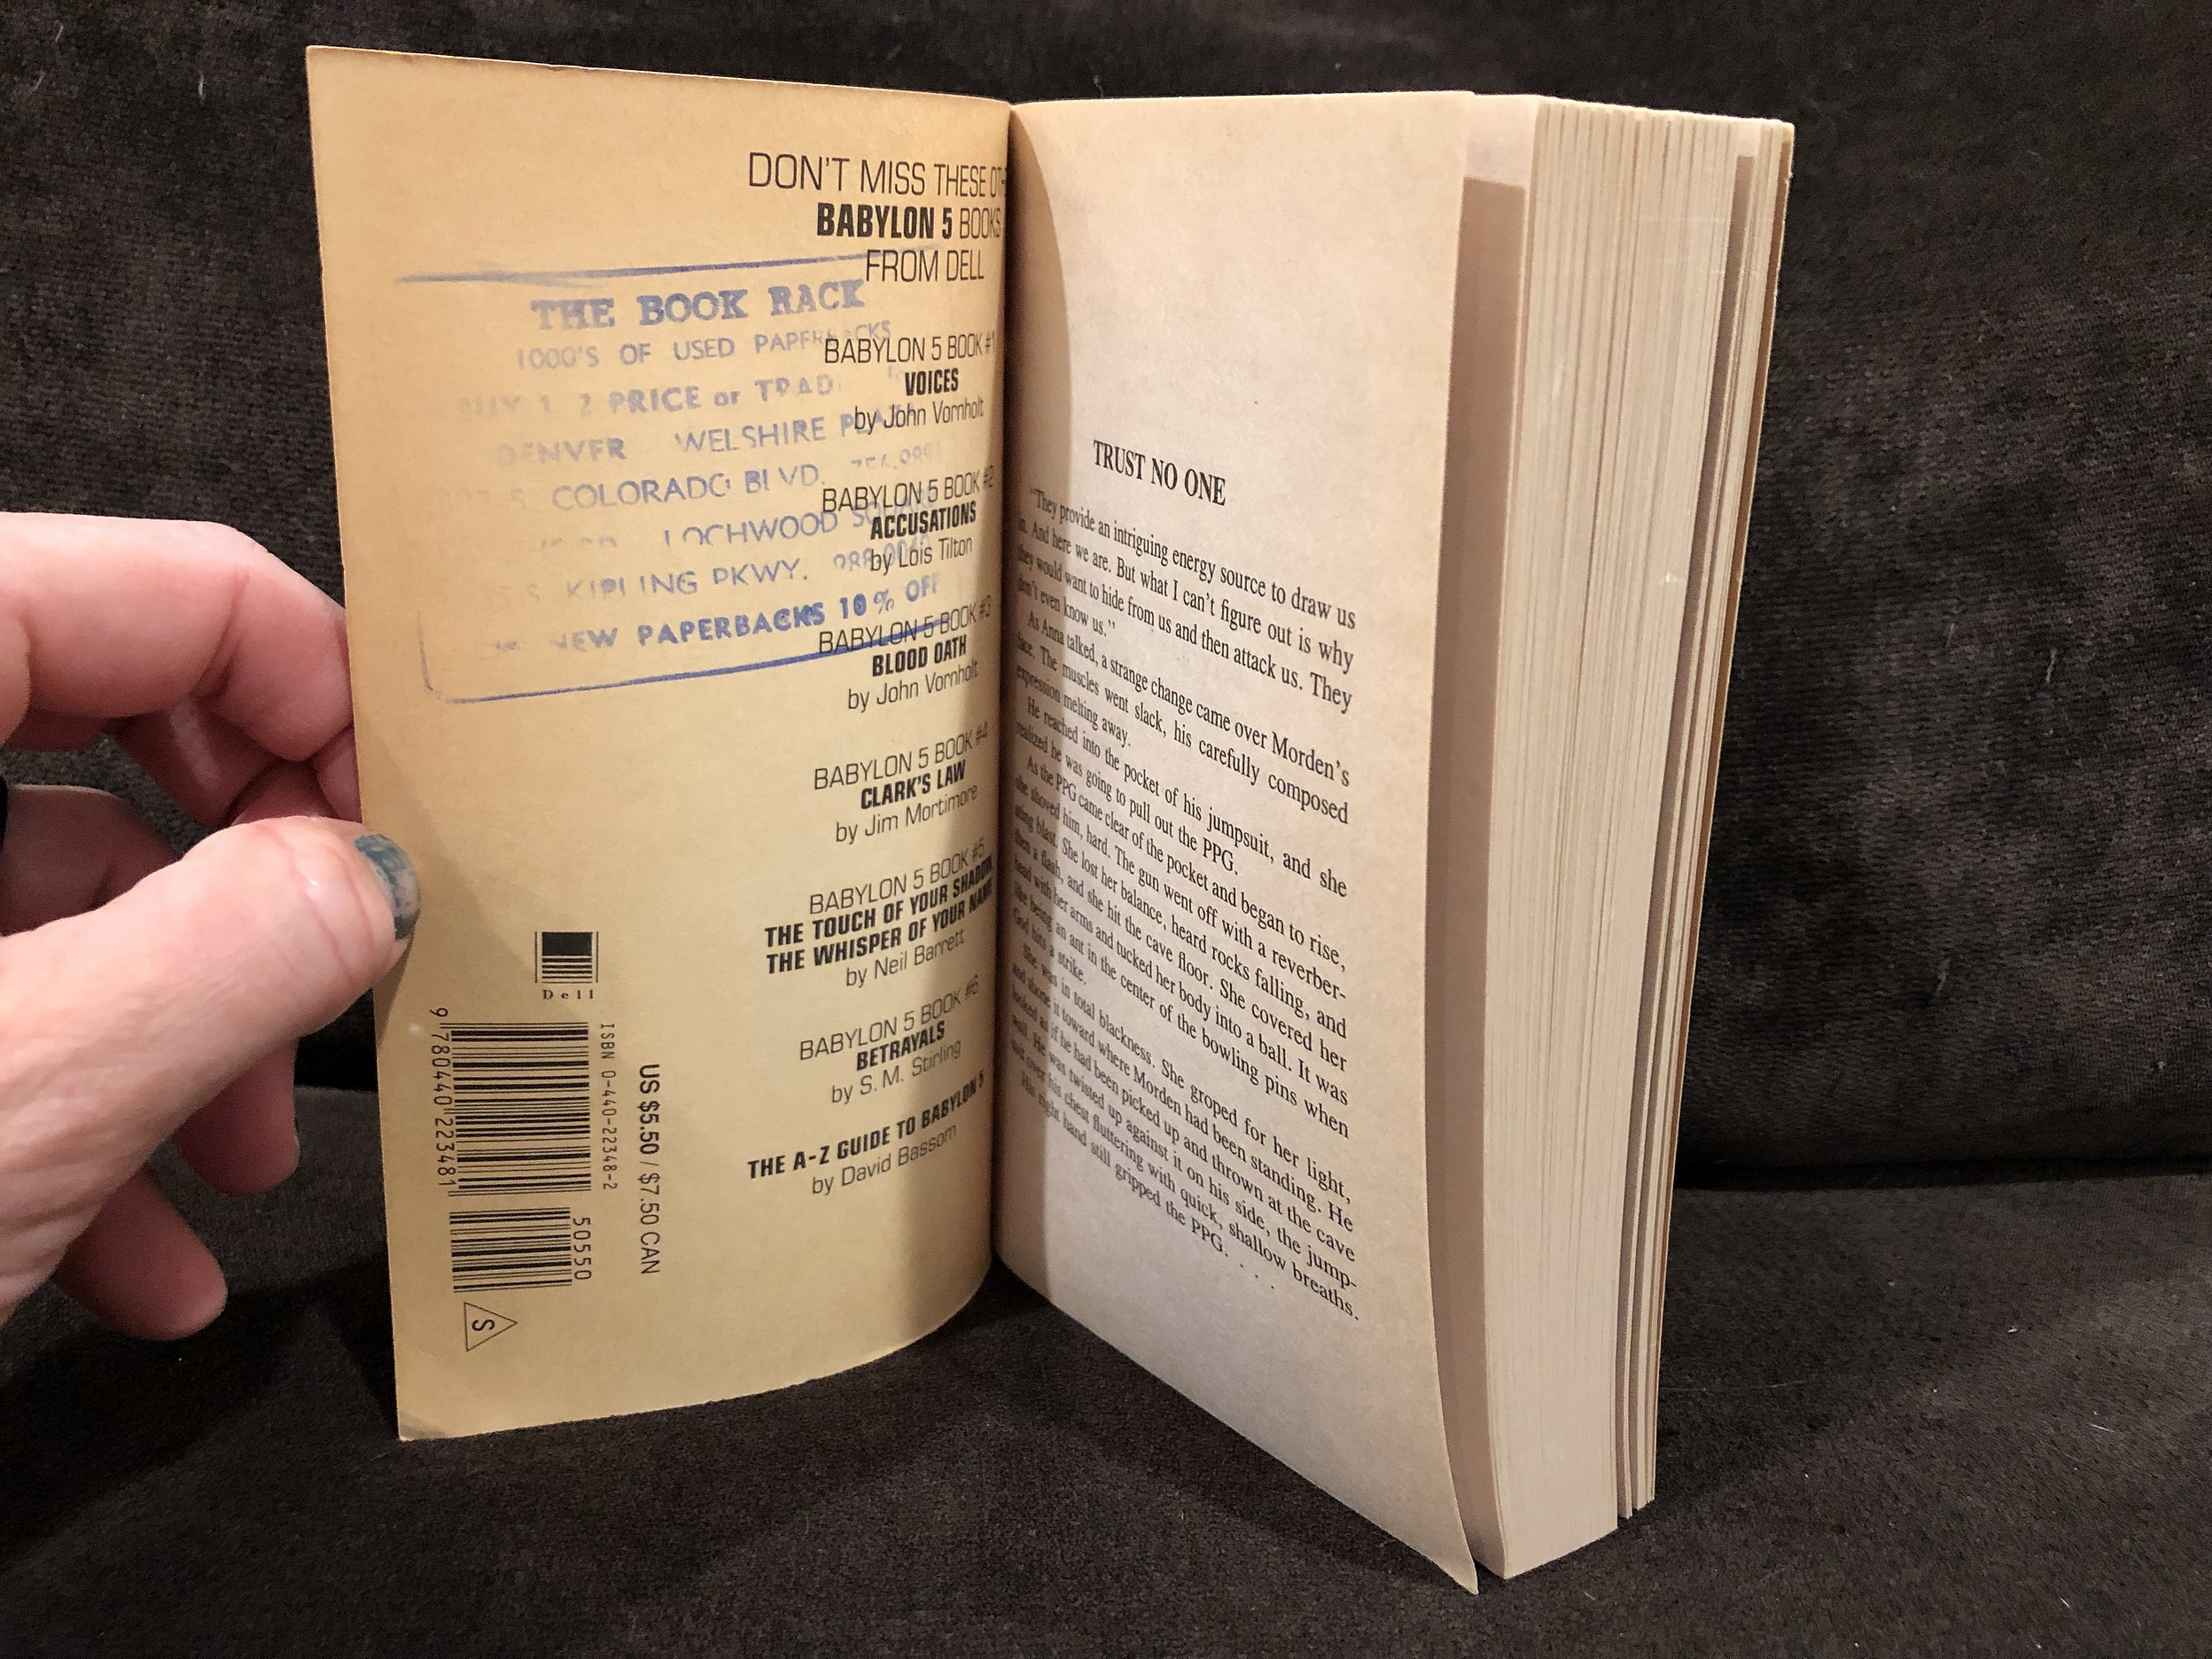 DON'T MISS THESE
BABYLON 5 BOOKS
FROM DELL
THE BOOK RACK
1000'S OF USED PAPERBACKS
BUY 1 2 PRICE or TRAD
DENVER WELSHIRE
COLORADO BLVD.
LOCHWOOD
KIPLING PKWY.
NEW PAPERBACKS 10% OFF
BABYLON 5 BOOK #1
VOICES
by John Vornholt
BABYLON 5 BOOK #2
ACCUSATIONS
by Lois Tilton
BABYLON 5 BOOK #3
BLOOD OATH
by John Vornholt
BABYLON 5 BOOK #4
CLARK'S LAW
by Jim Mortimore
BABYLON 5 BOOK #5
THE TOUCH OF YOUR SHADOW,
THE WHISPER OF YOUR NAME
by Neil Barrett
BABYLON 5 BOOK #6
BETRAYALS
by S. M. Stirling
THE A-Z GUIDE TO BABYLON 5
by David Bassom
Dell
US $5.50 / $7.50 CAN
ISBN 0-440-22348-2
9 780440 223481
50550
S
TRUST NO ONE
"They provide an intriguing energy source to draw us
in. And here we are. But what I can't figure out is why
they would want to hide from us and then attack us. They
don't even know us."
As Anna talked, a strange change came over Morden's
face. The muscles went slack, his carefully composed
expression melting away.
He reached into the pocket of his jumpsuit, and she
realized he was going to pull out the PPG.
As the PPG came clear of the pocket and began to rise,
she shoved him, hard. The gun went off with a reverber-
ating blast. She lost her balance, heard rocks falling, and
then a flash, and she hit the cave floor. She covered her
head with her arms and tucked her body into a ball. It was
like being an ant in the center of the bowling pins when
God hits a strike.
She was in total blackness. She groped for her light,
and shone it toward where Morden had been standing. He
looked as if he had been picked up and thrown at the cave
wall. He was twisted up against it on his side, the jump-
suit over his chest fluttering with quick, shallow breaths.
His right hand still gripped the PPG. . . .